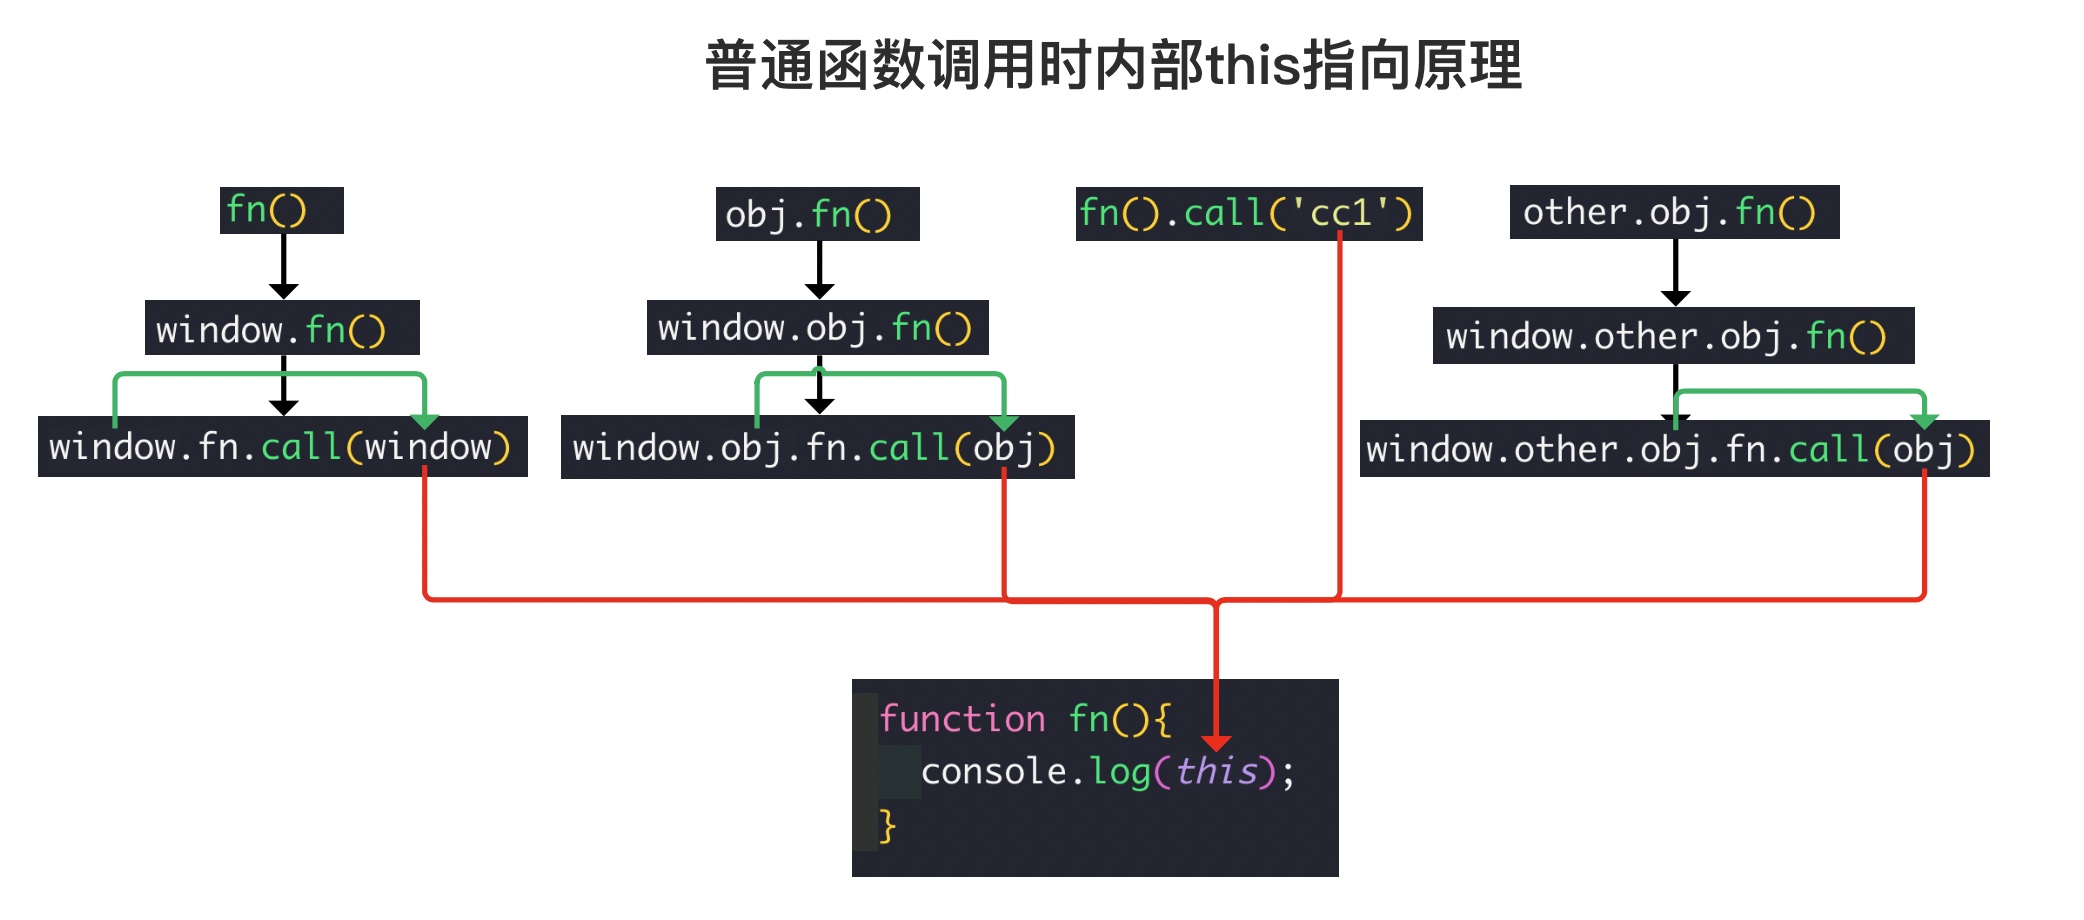 普通函数调用时内部this指向原理
fn()
obj.fn()
fn().call('cc1')
other.obj.fn()
window.fn()
window.obj.fn()
window.other.obj.fn()
window.fn.call(window)
window.obj.fn.call(obj)
window.other.obj.fn.call(obj)
function fn(){
console.log(this);
}